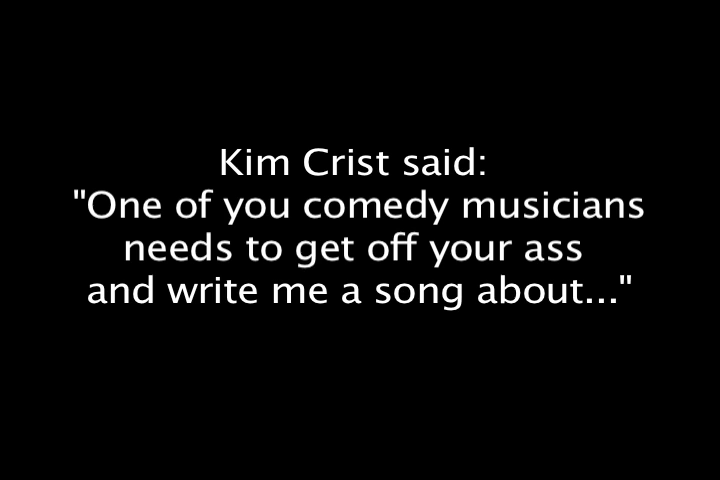 Kim Crist said:
"One of you comedy musicians
needs to get off your ass
and write me a song about..."